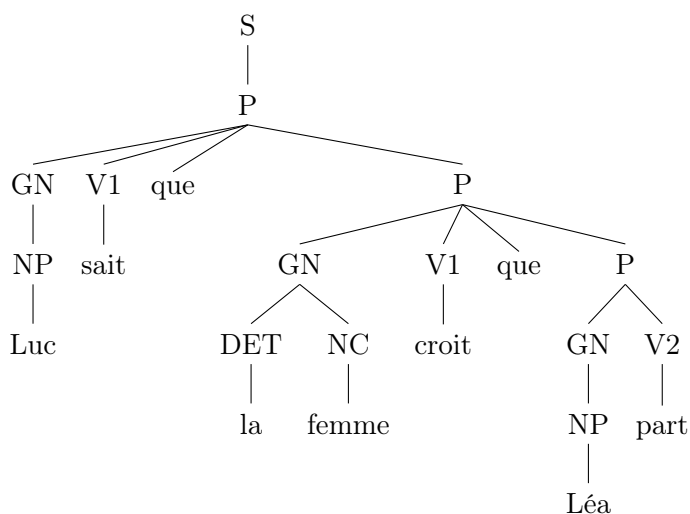 S
P
GN V1 que P
NP sait GN V1 que P
Luc DET NC croit GN V2
la femme NP part
Léa